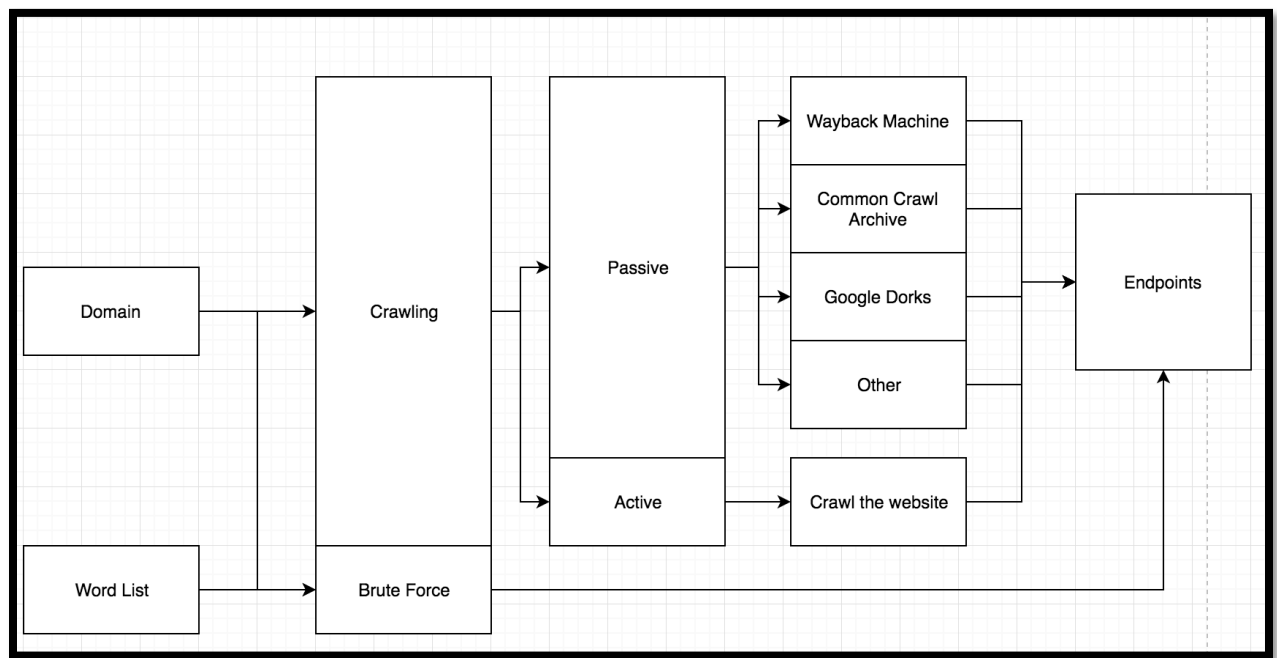 Domain
Word List
Crawling
Brute Force
Passive
Active
Wayback Machine
Common Crawl
Archive
Google Dorks
Other
Crawl the website
Endpoints